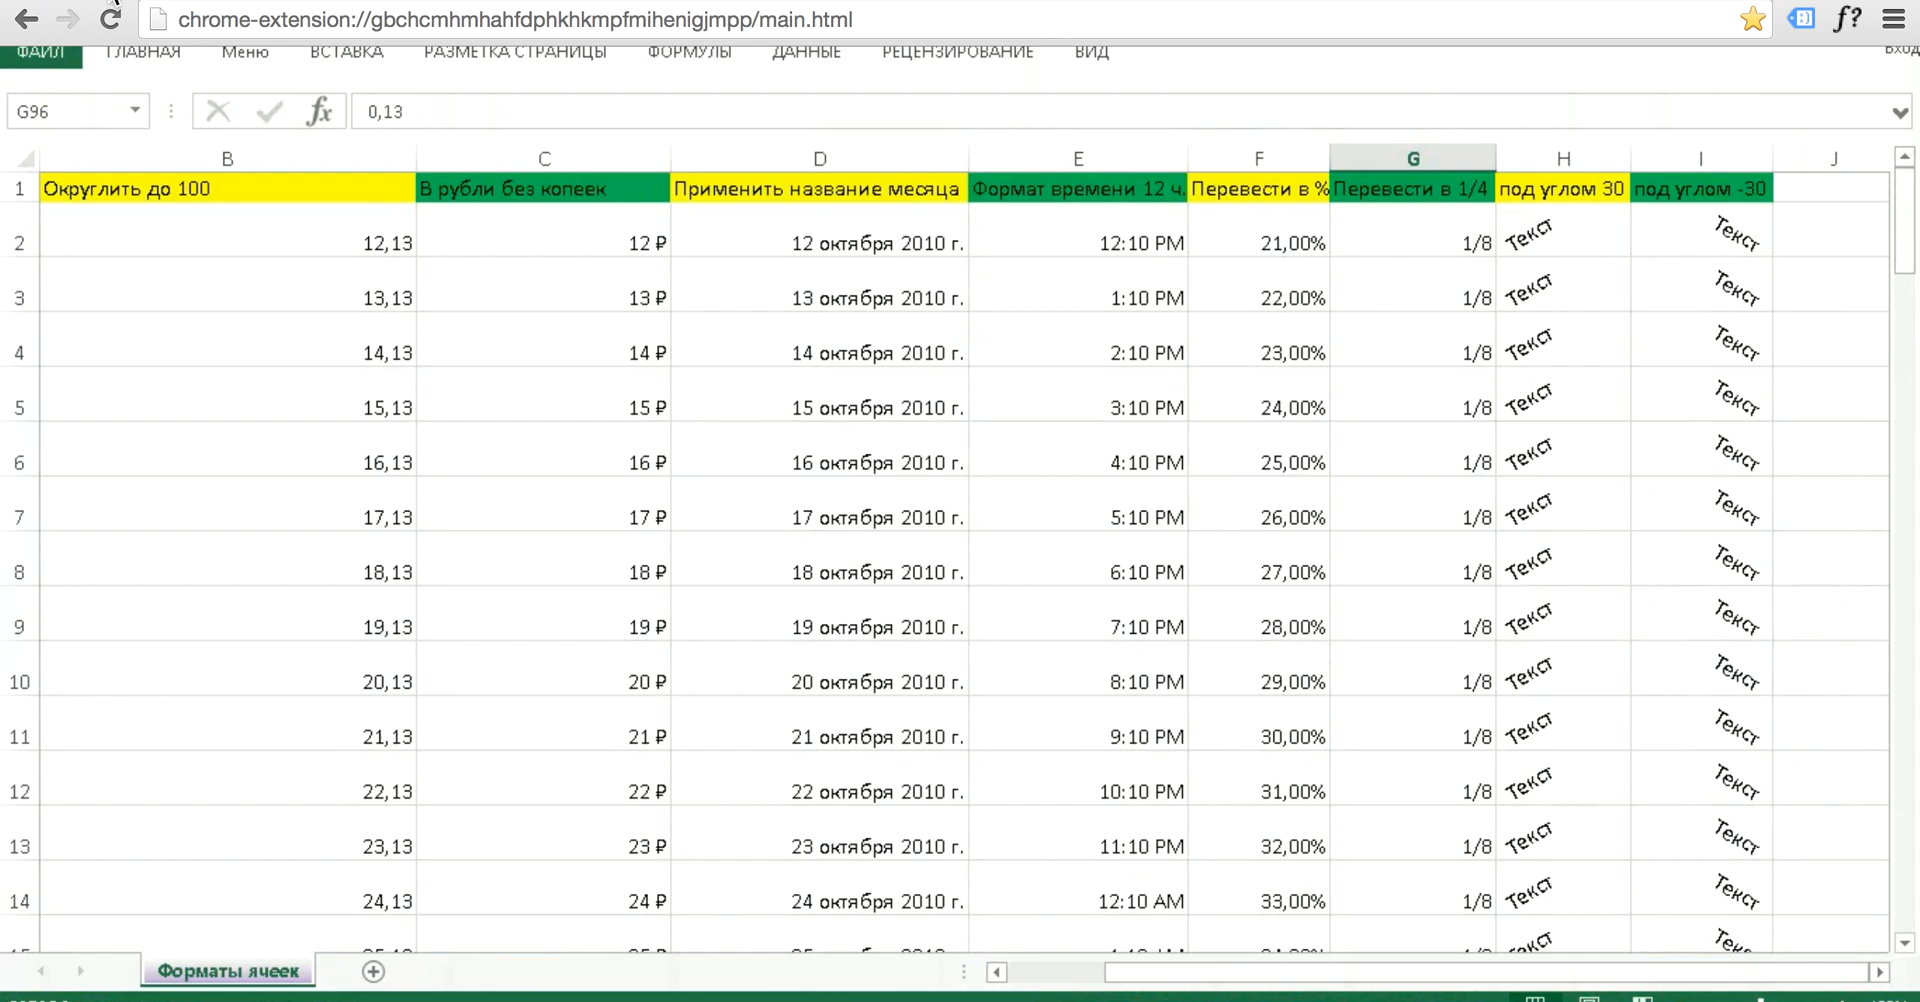 chrome-extension://gbchcmhmhahfdphkhkmpfmihenigjmpp/main.html f?
ФАЙЛ ГЛАВНАЯ Меню ВСТАВКА РАЗМЕТКА СТРАНИЦЫ ФОРМУЛЫ ДАННЫЕ РЕЦЕНЗИРОВАНИЕ ВИД Вход
G96 fx 0,13
B C D E F G H I J
1 Округлить до 100 В рубли без копеек Применить название месяца Формат времени 12 ч. Перевести в % Перевести в 1/4 под углом 30 под углом -30
2 12,13 12 ₽ 12 октября 2010 г. 12:10 PM 21,00% 1/8 Текст Текст
3 13,13 13 ₽ 13 октября 2010 г. 1:10 PM 22,00% 1/8 Текст Текст
4 14,13 14 ₽ 14 октября 2010 г. 2:10 PM 23,00% 1/8 Текст Текст
5 15,13 15 ₽ 15 октября 2010 г. 3:10 PM 24,00% 1/8 Текст Текст
6 16,13 16 ₽ 16 октября 2010 г. 4:10 PM 25,00% 1/8 Текст Текст
7 17,13 17 ₽ 17 октября 2010 г. 5:10 PM 26,00% 1/8 Текст Текст
8 18,13 18 ₽ 18 октября 2010 г. 6:10 PM 27,00% 1/8 Текст Текст
9 19,13 19 ₽ 19 октября 2010 г. 7:10 PM 28,00% 1/8 Текст Текст
10 20,13 20 ₽ 20 октября 2010 г. 8:10 PM 29,00% 1/8 Текст Текст
11 21,13 21 ₽ 21 октября 2010 г. 9:10 PM 30,00% 1/8 Текст Текст
12 22,13 22 ₽ 22 октября 2010 г. 10:10 PM 31,00% 1/8 Текст Текст
13 23,13 23 ₽ 23 октября 2010 г. 11:10 PM 32,00% 1/8 Текст Текст
14 24,13 24 ₽ 24 октября 2010 г. 12:10 AM 33,00% 1/8 Текст Текст
Форматы ячеек